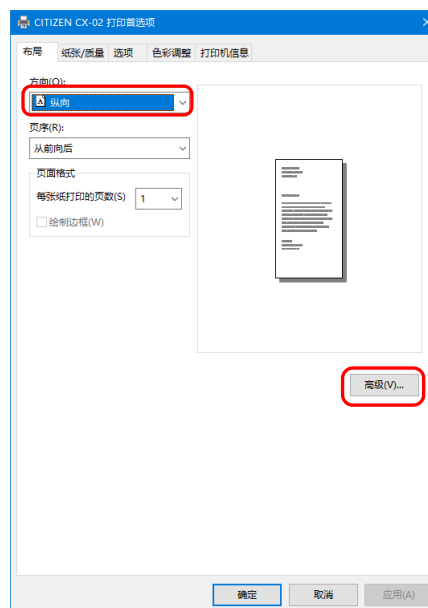 CITIZEN CX-02 打印首选项
布局 纸张/质量 选项 色彩调整 打印机信息
方向(O):
A 纵向
页序(R):
从前向后
页面格式
每张纸打印的页数(S) 1
绘制边框(W)
高级(V)...
确定 取消 应用(A)